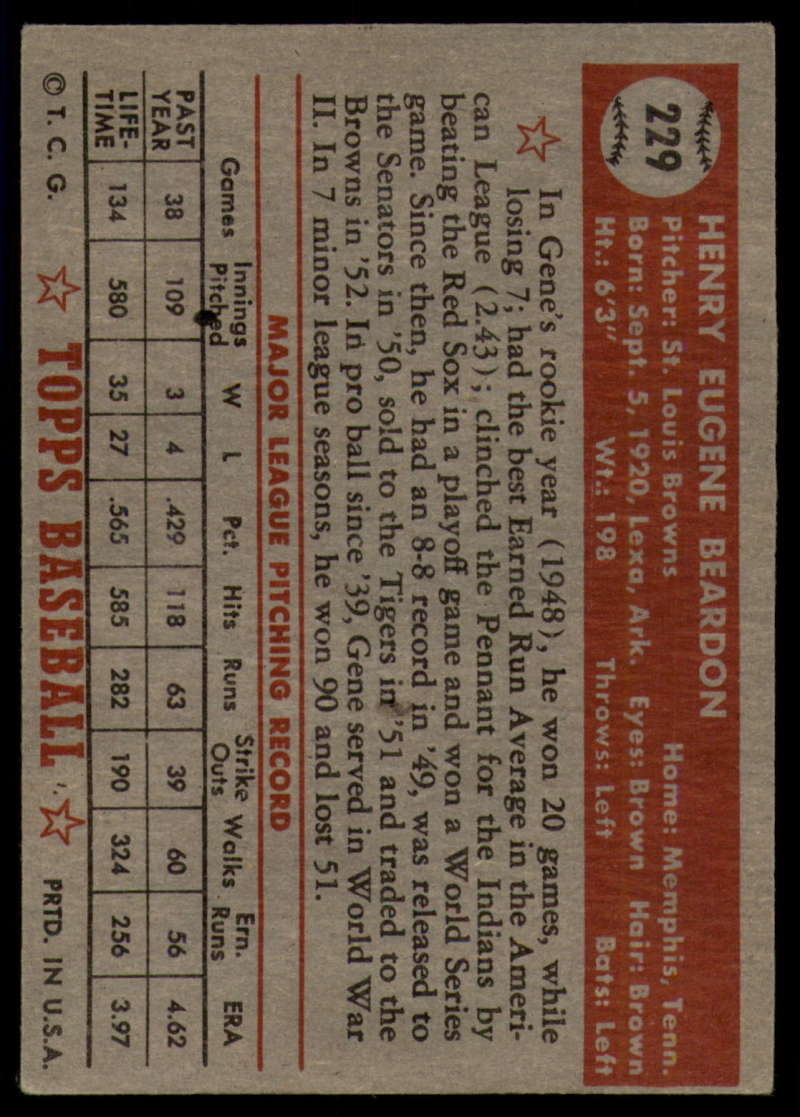 229
HENRY EUGENE BEARDON
Pitcher: St. Louis Browns Home: Memphis, Tenn.
Born: Sept. 5, 1920, Lexa, Ark. Eyes: Brown Hair: Brown
Ht.: 6'3" Wt.: 198 Throws: Left Bats: Left
In Gene's rookie year (1948), he won 20 games, while
losing 7; had the best Earned Run Average in the Ameri-
can League (2.43); clinched the Pennant for the Indians by
beating the Red Sox in a playoff game and won a World Series
game. Since then, he had an 8-8 record in '49, was released to
the Senators in '50, sold to the Tigers in '51 and traded to the
Browns in '52. In pro ball since '39, Gene served in World War
II. In 7 minor league seasons, he won 90 and lost 51.
MAJOR LEAGUE PITCHING RECORD
Games Innings Pitched W L Pct. Hits Runs Strike Outs Walks Ern. Runs ERA
PAST YEAR 38 109 3 4 .429 118 63 39 60 56 4.62
LIFE-TIME 134 580 35 27 .565 585 282 190 324 256 3.97
© T. C. G. TOPPS BASEBALL PRTD. IN U.S.A.